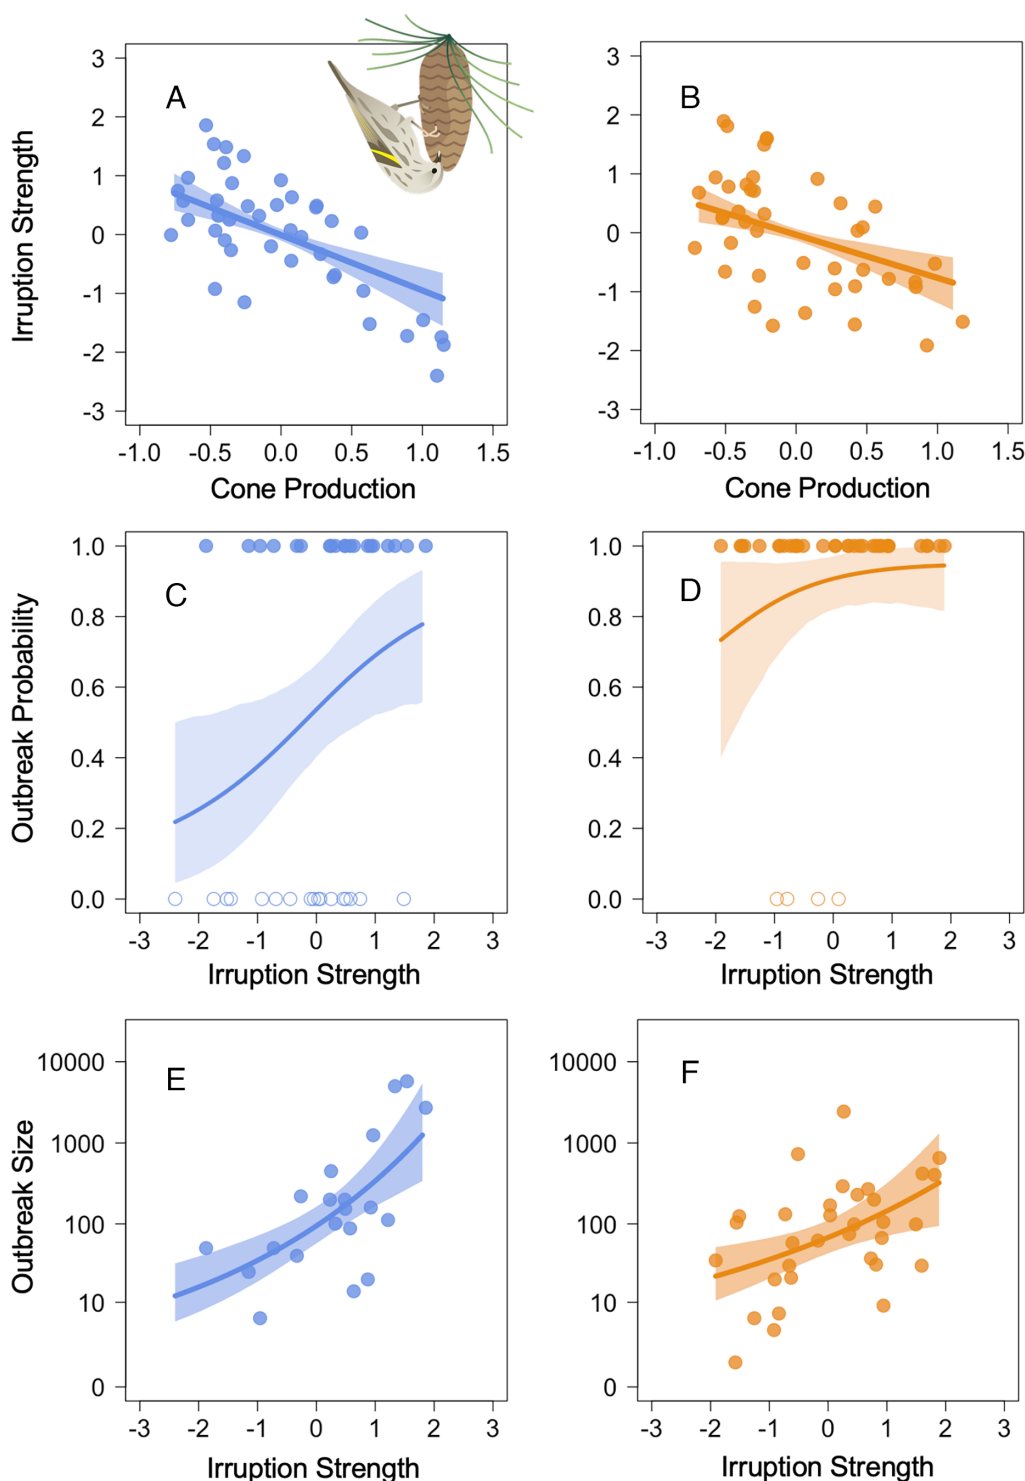 A
B
Irruption Strength
3
2
1
0
-1
-2
-3
3
2
1
0
-1
-2
-3
-1.0 -0.5 0.0 0.5 1.0 1.5
-1.0 -0.5 0.0 0.5 1.0 1.5
Cone Production
Cone Production
C
D
Outbreak Probability
1.0
0.8
0.6
0.4
0.2
0.0
1.0
0.8
0.6
0.4
0.2
0.0
-3 -2 -1 0 1 2 3
-3 -2 -1 0 1 2 3
Irruption Strength
Irruption Strength
E
F
Outbreak Size
10000
1000
100
10
0
10000
1000
100
10
0
-3 -2 -1 0 1 2 3
-3 -2 -1 0 1 2 3
Irruption Strength
Irruption Strength